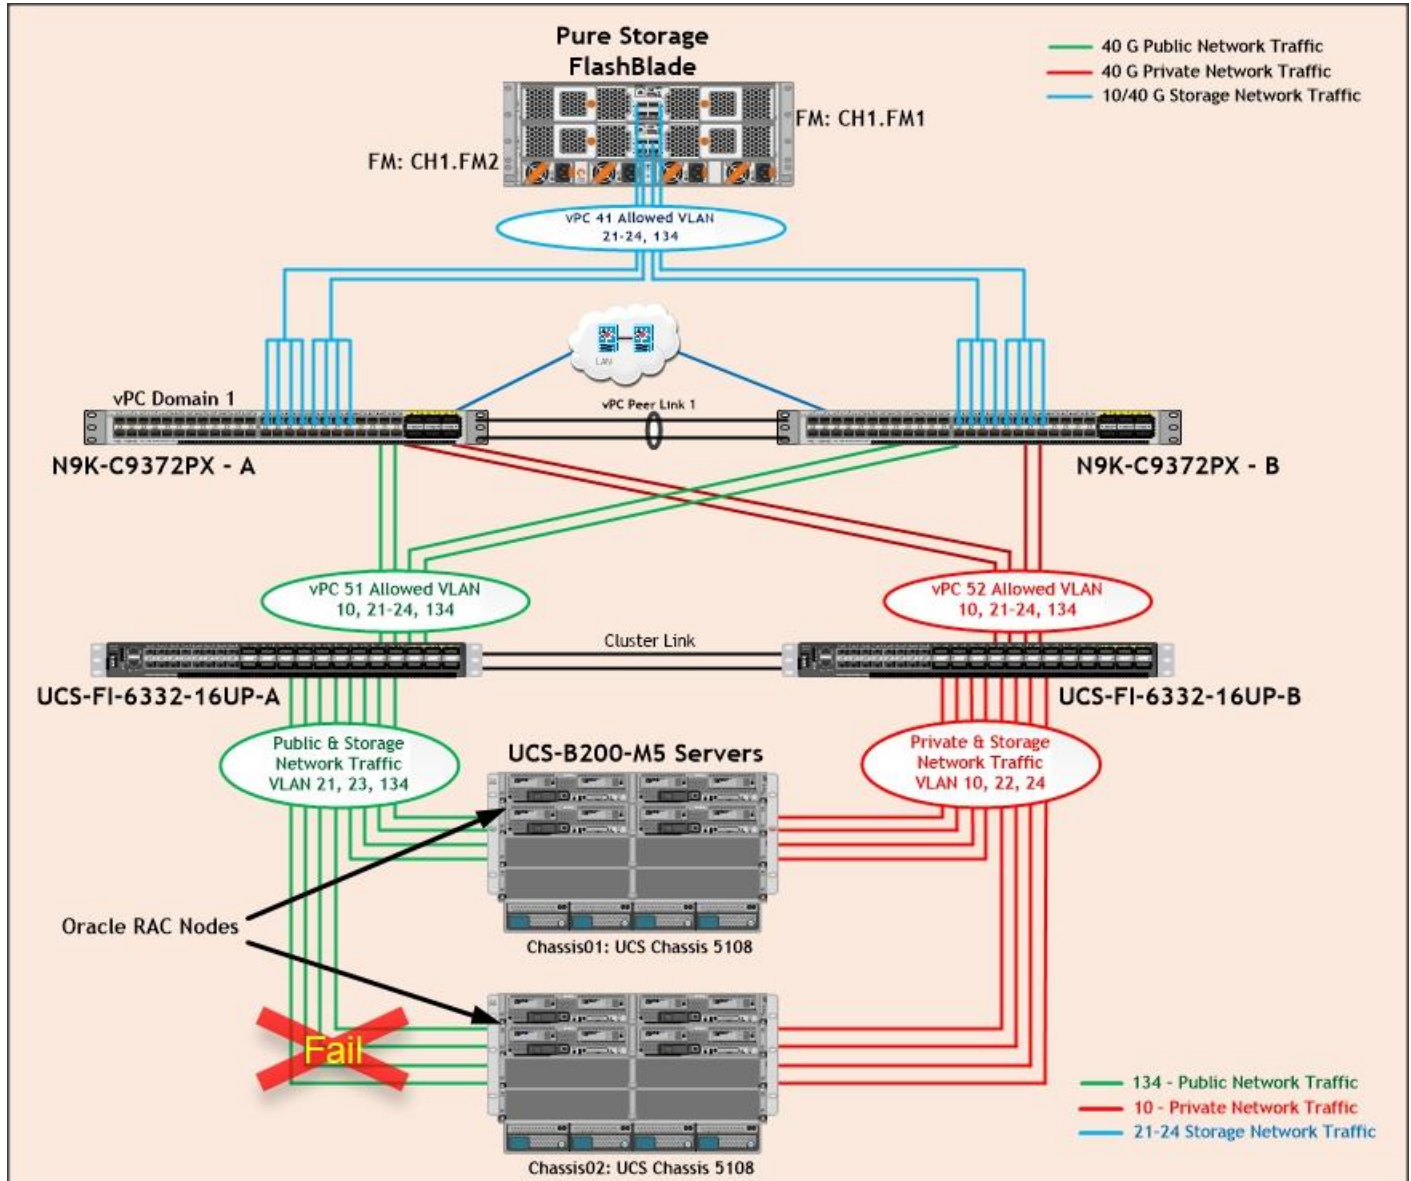 Pure Storage
FlashBlade
40 G Public Network Traffic
40 G Private Network Traffic
10/40 G Storage Network Traffic
FM: CH1.FM1
FM: CH1.FM2
vPC 41 Allowed VLAN
21-24, 134
LAN
vPC Domain 1
vPC Peer Link 1
N9K-C9372PX - A
N9K-C9372PX - B
vPC 51 Allowed VLAN
10, 21-24, 134
vPC 52 Allowed VLAN
10, 21-24, 134
Cluster Link
UCS-FI-6332-16UP-A
UCS-FI-6332-16UP-B
Public & Storage
Network Traffic
VLAN 21, 23, 134
UCS-B200-M5 Servers
Private & Storage
Network Traffic
VLAN 10, 22, 24
Oracle RAC Nodes
Chassis01: UCS Chassis 5108
Fail
134 - Public Network Traffic
10 - Private Network Traffic
21-24 Storage Network Traffic
Chassis02: UCS Chassis 5108